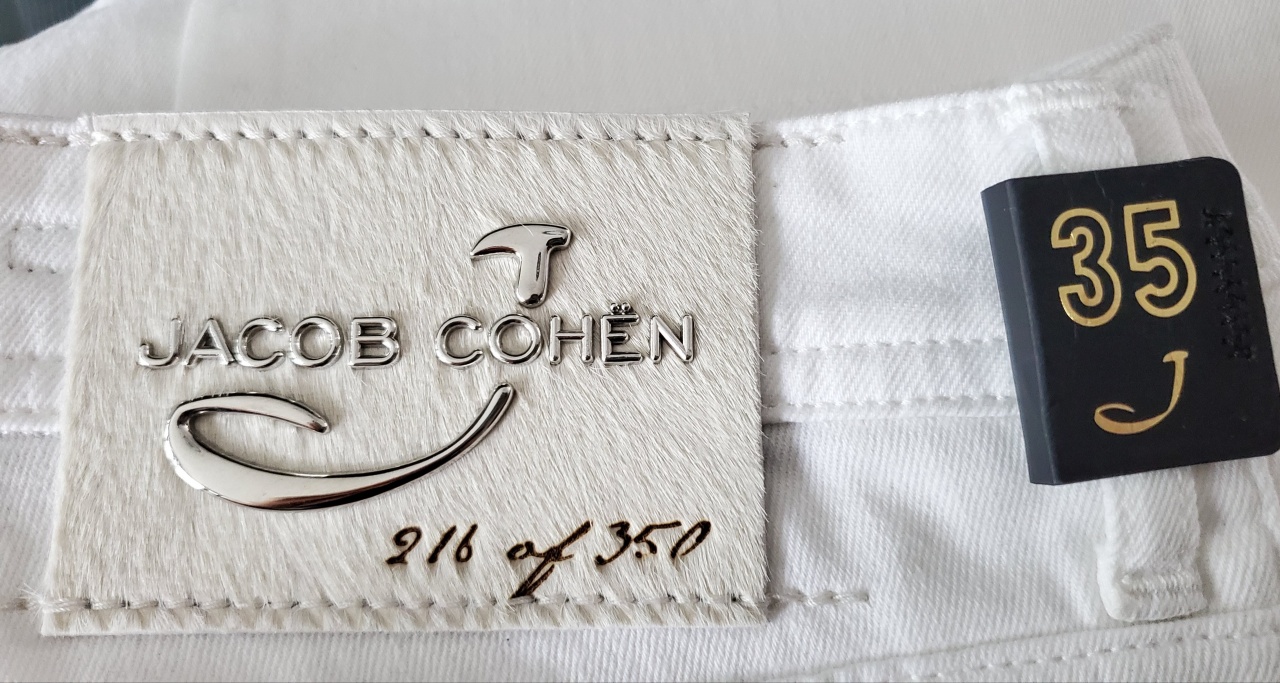 JACOB COHËN
216 of 350
35
J